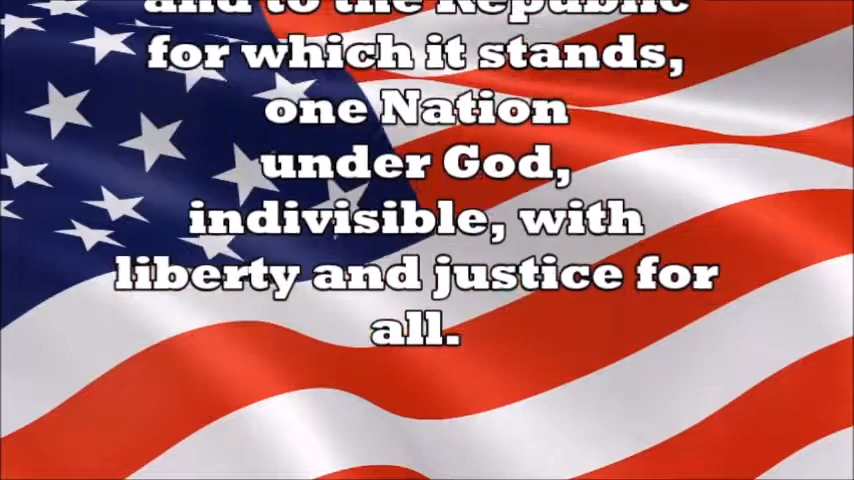 and to the Republic
for which it stands,
one Nation
under God,
indivisible, with
liberty and justice for
all.